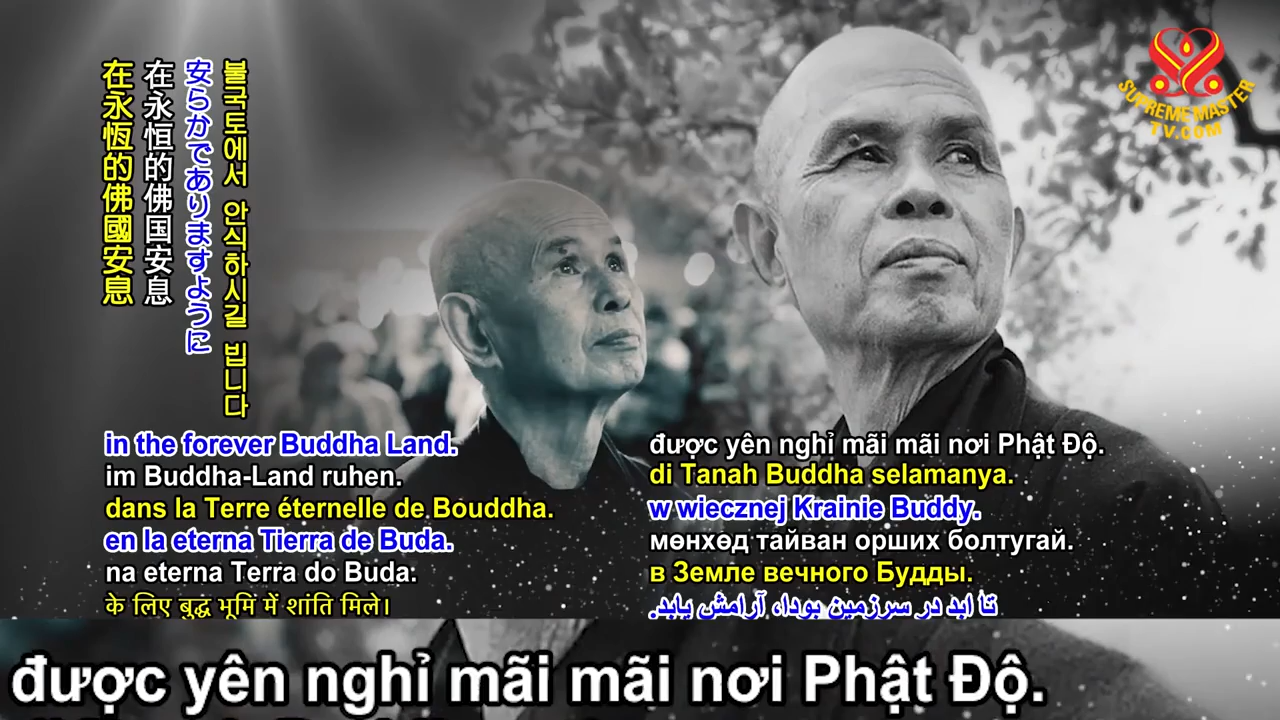 在永恆的佛國安息
在永恒的佛国安息
安らかでありますように
불국토에서 안식하시길 빕니다
SUPREME MASTER
TV.COM
in the forever Buddha Land.
im Buddha-Land ruhen.
dans la Terre éternelle de Bouddha.
en la eterna Tierra de Buda.
na eterna Terra do Buda.
के लिए बुद्ध भूमि में शांति मिले।
được yên nghỉ mãi mãi nơi Phật Độ.
di Tanah Buddha selamanya.
w wiecznej Krainie Buddy.
мөнхөд тайван орших болтугай.
в Земле вечного Будды.
تا ابد در سرزمین بودا، آرامش یابد.
được yên nghỉ mãi mãi nơi Phật Độ.